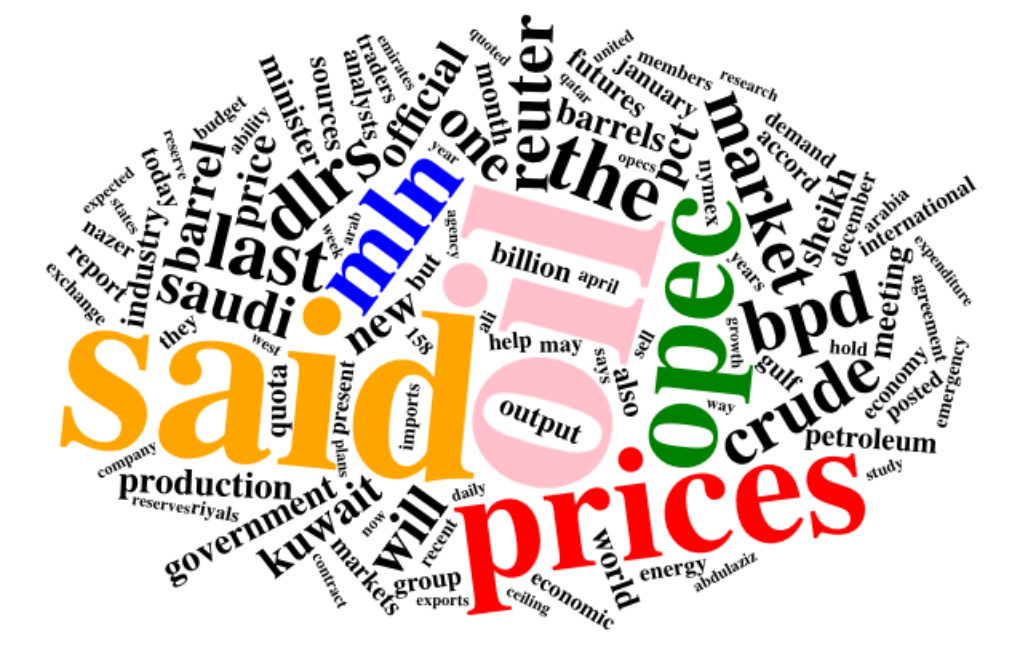 said
oil
prices
opec
mln
the
reuter
one
official
dlrs
last
saudi
barrel
price
market
bpd
crude
pct
barrels
january
futures
members
united
qatar
research
quoted
emirates
traders
analysts
sources
minister
month
year
budget
ability
reserve
today
expected
states
nazer
report
exchange
industry
they
west
week
arab
agency
but
new
158
ali
billion
april
help
may
says
sell
also
output
opecs
nymex
demand
accord
sheikh
december
arabia
international
expenditure
agreement
meeting
years
growth
hold
gulf
way
economy
posted
emergency
petroleum
study
quota
present
plans
imports
company
production
reserves
riyals
government
kuwait
now
will
daily
recent
contract
markets
group
exports
ceiling
economic
world
energy
abdulaziz